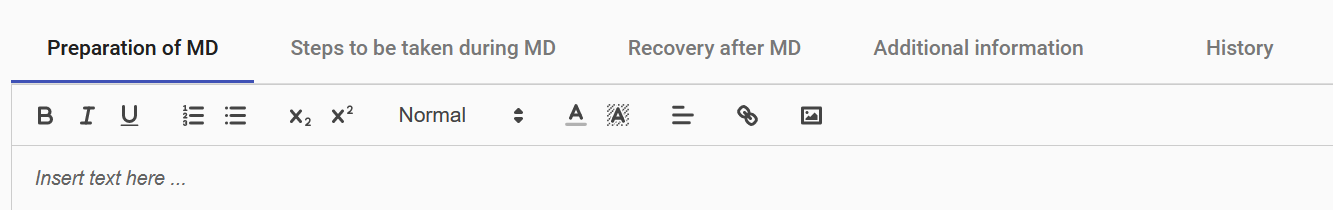 Preparation of MD Steps to be taken during MD Recovery after MD Additional information History
B I U X₂ X² Normal A A
Insert text here ...